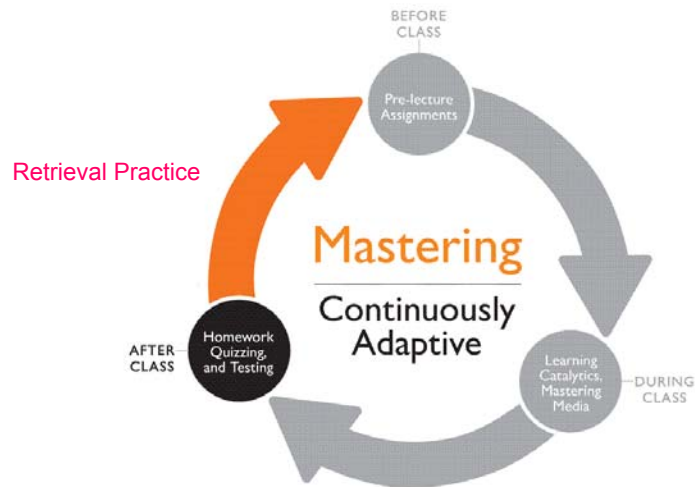 BEFORE
CLASS
Pre-lecture
Assignments
Retrieval Practice
Mastering
Continuously
Adaptive
AFTER
CLASS
Homework
Quizzing,
and Testing
Learning
Catalytics,
Mastering
Media
DURING
CLASS